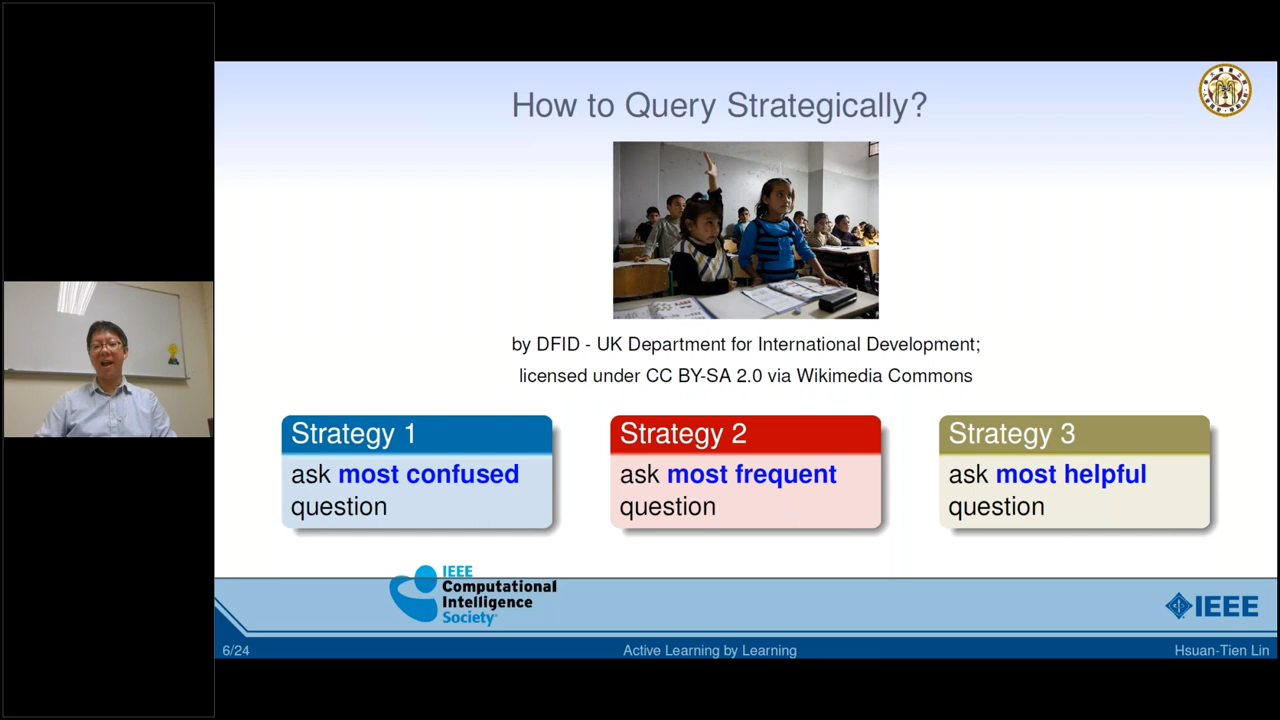 How to Query Strategically?
by DFID - UK Department for International Development;
licensed under CC BY-SA 2.0 via Wikimedia Commons
Strategy 1
ask most confused
question
Strategy 2
ask most frequent
question
Strategy 3
ask most helpful
question
IEEE
Computational
Intelligence
Society
IEEE
6/24
Active Learning by Learning
Hsuan-Tien Lin